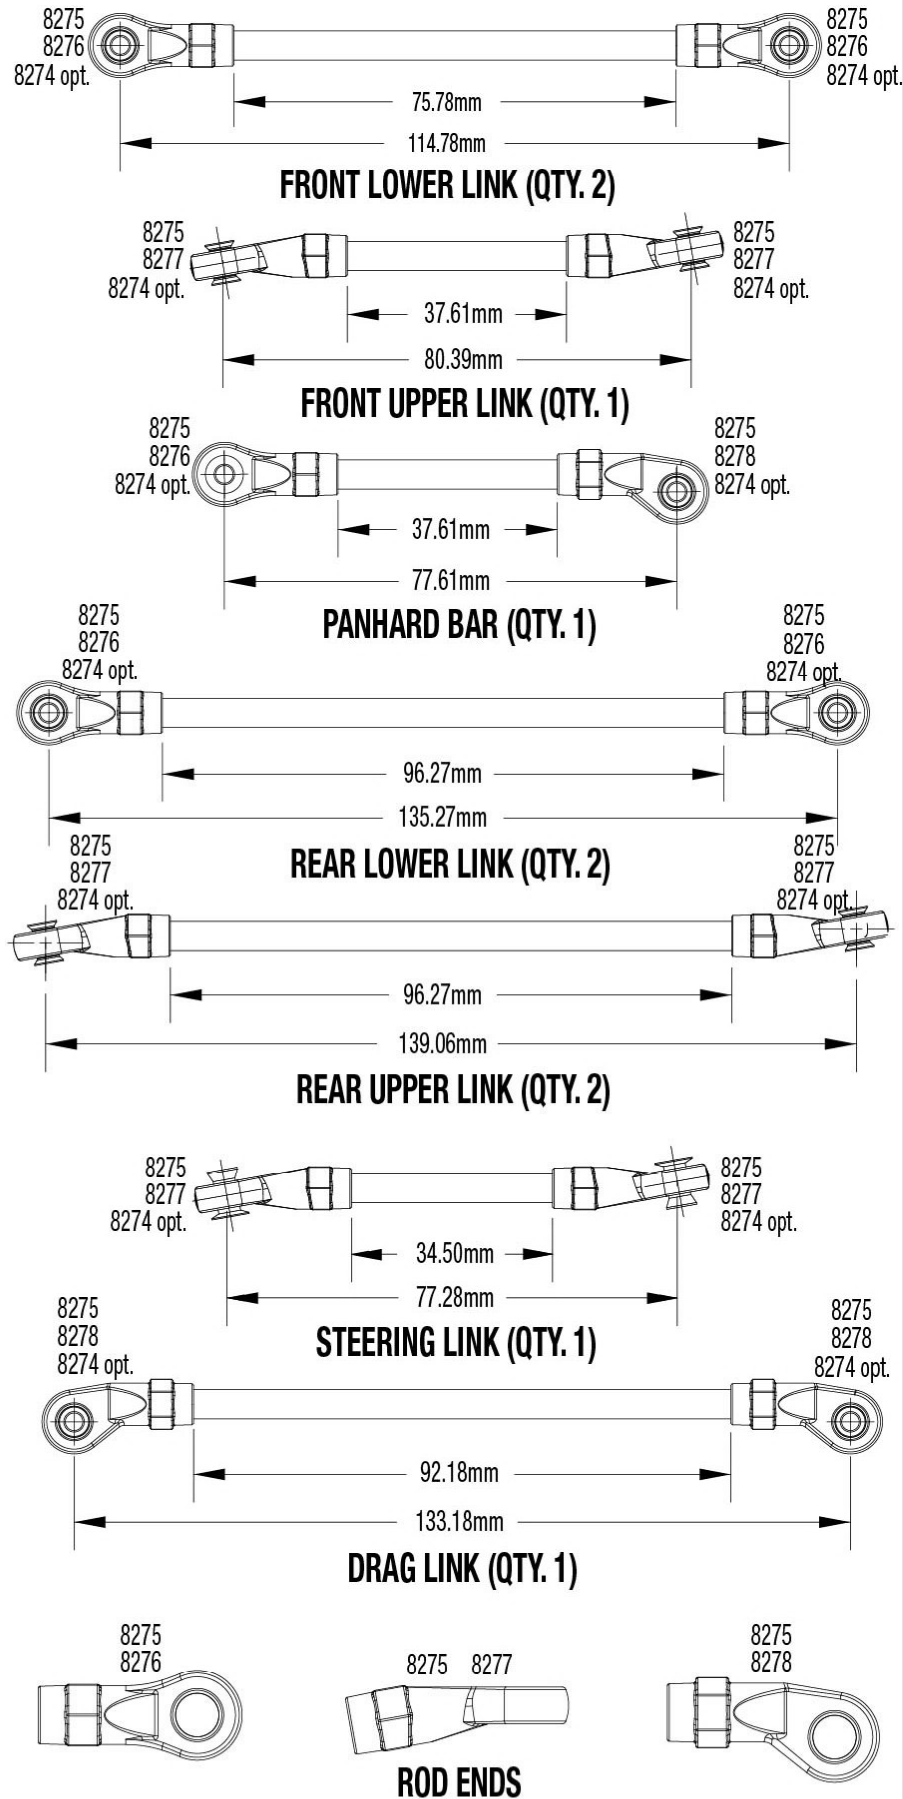 8275
8276
8274 opt.
8275
8276
8274 opt.
75.78mm
114.78mm
FRONT LOWER LINK (QTY. 2)
8275
8277
8274 opt.
8275
8277
8274 opt.
37.61mm
80.39mm
FRONT UPPER LINK (QTY. 1)
8275
8276
8274 opt.
8275
8278
8274 opt.
37.61mm
77.61mm
PANHARD BAR (QTY. 1)
8275
8276
8274 opt.
8275
8276
8274 opt.
96.27mm
135.27mm
REAR LOWER LINK (QTY. 2)
8275
8277
8274 opt.
8275
8277
8274 opt.
96.27mm
139.06mm
REAR UPPER LINK (QTY. 2)
8275
8277
8274 opt.
8275
8277
8274 opt.
34.50mm
77.28mm
STEERING LINK (QTY. 1)
8275
8278
8274 opt.
8275
8278
8274 opt.
92.18mm
133.18mm
DRAG LINK (QTY. 1)
8275
8276
8275 8277
8275
8278
ROD ENDS